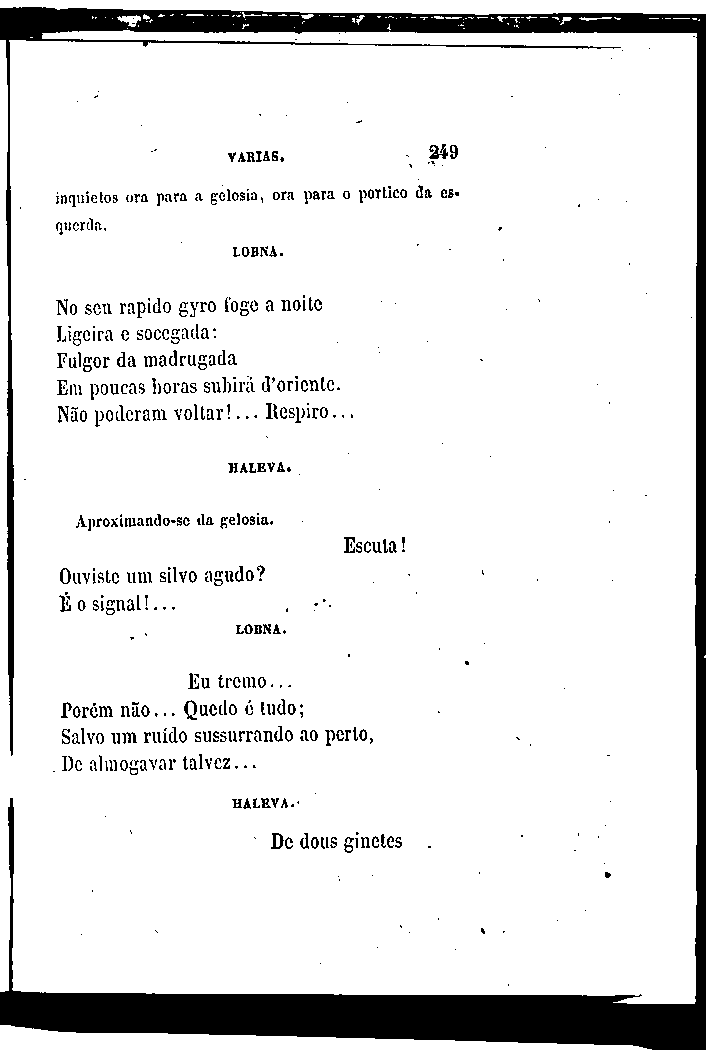 VARIAS. 249
inquietos ora para a gelosia, ora para o portico da es-
querda.
LOBNA.
No seu rapido gyro foge a noite
Ligeira e socegada:
Fulgor da madrugada
Em poucas horas subirá d'oriente.
Não poderam voltar!... Respiro...
HALEVA.
Aproximando-se da gelosia.
Escuta!
Ouviste um silvo agudo?
É o signal!...
LOBNA.
Eu tremo...
Porém não... Quedo é tudo;
Salvo um ruído sussurrando ao perto,
De almogavar talvez...
HALEVA.
De dous ginetes